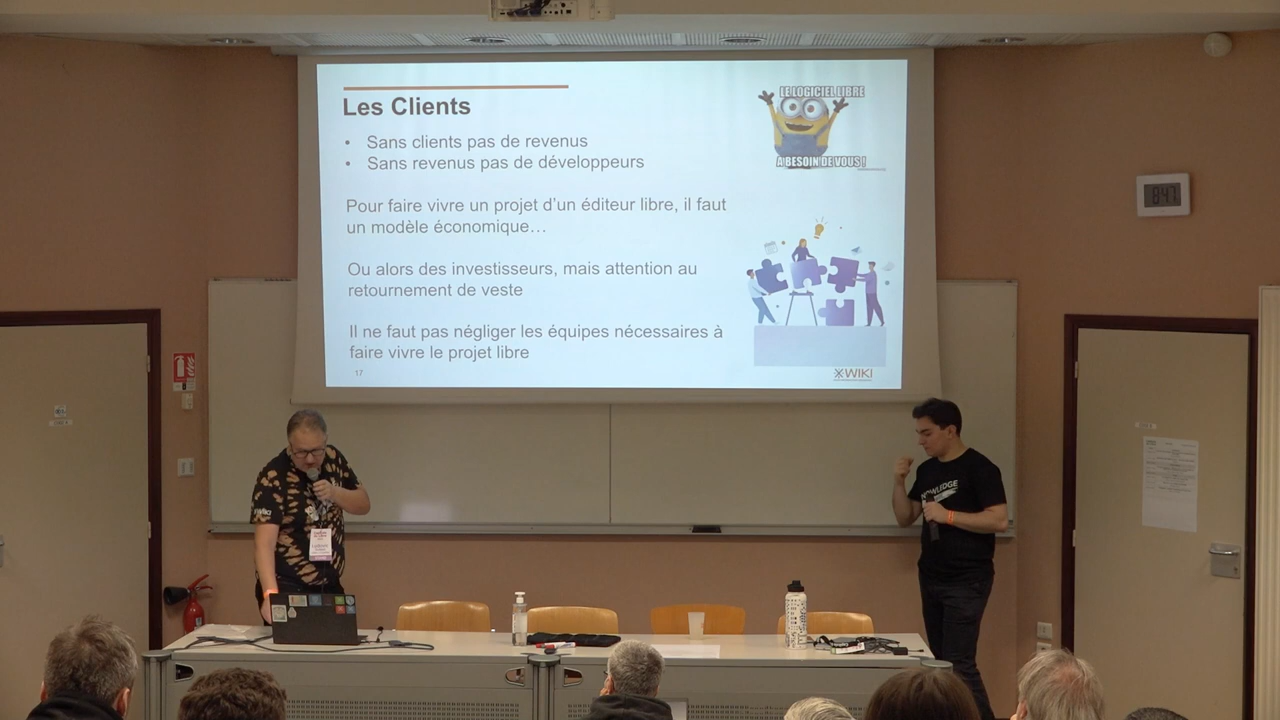 Les Clients
• Sans clients pas de revenus
• Sans revenus pas de développeurs
Pour faire vivre un projet d'un éditeur libre, il faut
un modèle économique…
Ou alors des investisseurs, mais attention au
retournement de veste
Il ne faut pas négliger les équipes nécessaires à
faire vivre le projet libre
17
LE LOGICIEL LIBRE
A BESOIN DE VOUS !
XWIKI
8:47